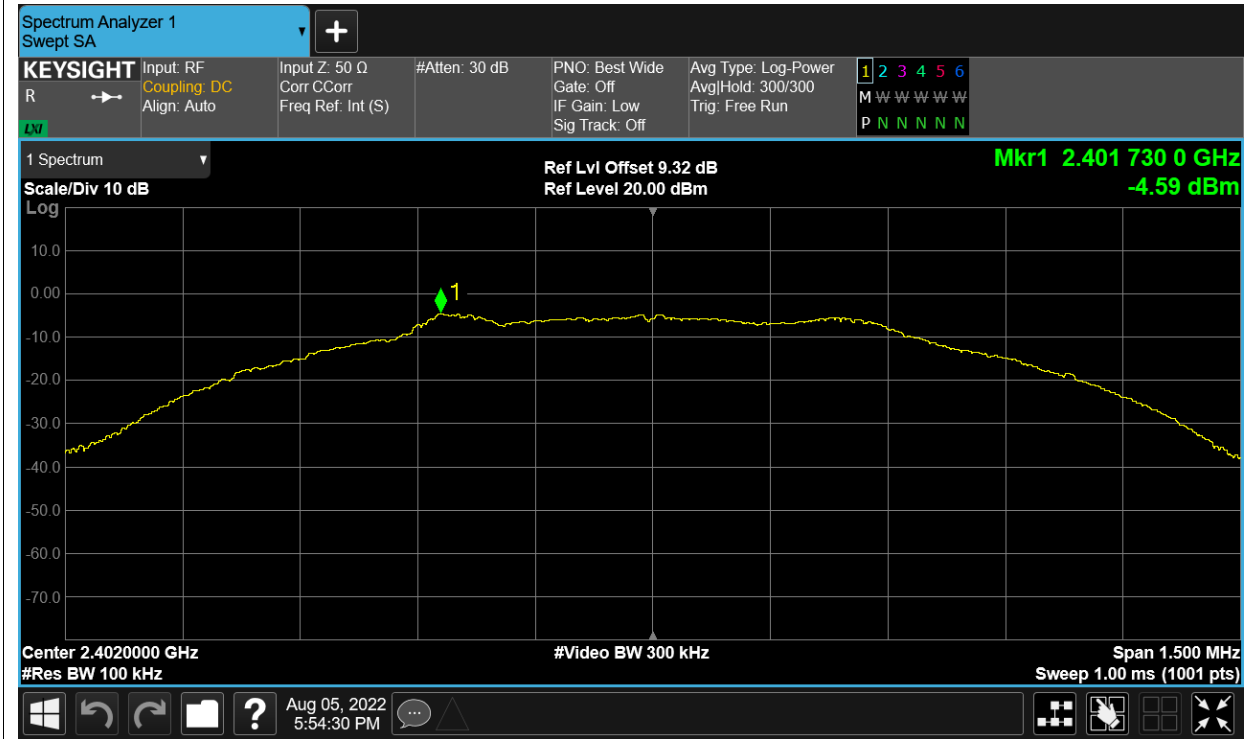 Spectrum Analyzer 1
Swept SA
KEYSIGHT
R
LXI
Input: RF
Coupling: DC
Align: Auto
Input Z: 50 Ω
Corr CCorr
Freq Ref: Int (S)
#Atten: 30 dB
PNO: Best Wide
Gate: Off
IF Gain: Low
Sig Track: Off
Avg Type: Log-Power
Avg|Hold: 300/300
Trig: Free Run
1 2 3 4 5 6
M W W W W W
P N N N N N
1 Spectrum
Scale/Div 10 dB
Ref Lvl Offset 9.32 dB
Ref Level 20.00 dBm
Mkr1 2.401 730 0 GHz
-4.59 dBm
Log
10.0
0.00
-10.0
-20.0
-30.0
-40.0
-50.0
-60.0
-70.0
1
Center 2.4020000 GHz
#Res BW 100 kHz
#Video BW 300 kHz
Span 1.500 MHz
Sweep 1.00 ms (1001 pts)
?
Aug 05, 2022
5:54:30 PM